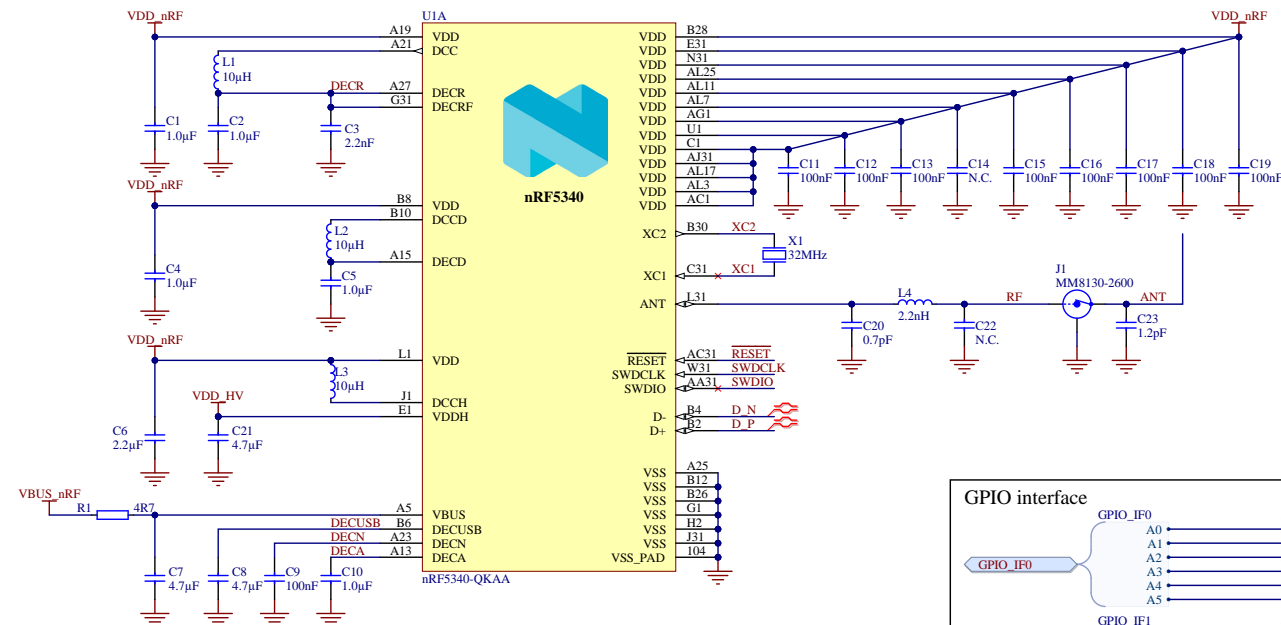 VDD_nRF
U1A
VDD_nRF
A19
VDD
A21
DCC
L1
10µH
DECR
A27
DECR
G31
DECRF
C1
1.0µF
C2
1.0µF
C3
2.2nF
VDD_nRF
B8
VDD
B10
DCCD
L2
10µH
A15
DECD
C4
1.0µF
C5
1.0µF
VDD_nRF
L1
VDD
L3
10µH
J1
DCCH
VDD_HV
E1
VDDH
C6
2.2µF
C21
4.7µF
VBUS_nRF
R1
4R7
A5
VBUS
DECUSB
B6
DECUSB
DECN
A23
DECN
DECA
A13
DECA
C7
4.7µF
C8
4.7µF
C9
100nF
C10
1.0µF
nRF5340
nRF5340-QKAA
VDD B28
VDD E31
VDD N31
VDD AL25
VDD AL11
VDD AL7
VDD AG1
VDD U1
VDD C1
VDD AJ31
VDD AL17
VDD AL3
VDD AC1
C11
100nF
C12
100nF
C13
100nF
C14
N.C.
C15
100nF
C16
100nF
C17
100nF
C18
100nF
C19
100nF
XC2 B30 XC2
X1
32MHz
XC1 C31 XC1
ANT L31
C20
0.7pF
L4
2.2nH
C22
N.C.
RF
J1
MM8130-2600
ANT
C23
1.2pF
RESET AC31 RESET
SWDCLK W31 SWDCLK
SWDIO AA31 SWDIO
D- B4 D_N
D+ B2 D_P
VSS A25
VSS B12
VSS B26
VSS G1
VSS H2
VSS J31
VSS_PAD 104
GPIO interface
GPIO_IF0
GPIO_IF0
A0
A1
A2
A3
A4
A5
GPIO_IF1